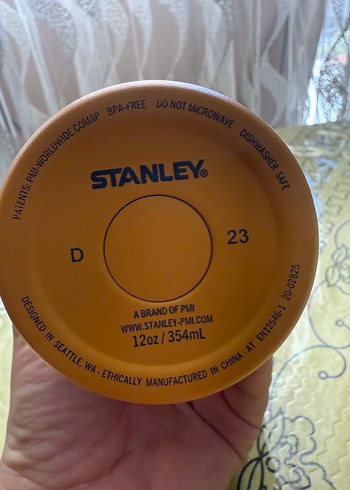 PATENTS: PMI-WORLDWIDE.COM/IP BPA-FREE DO NOT MICROWAVE DISHWASHER SAFE
STANLEY®
D
23
A BRAND OF PMI
WWW.STANLEY-PMI.COM
12oz / 354mL
DESIGNED IN SEATTLE, WA - ETHICALLY MANUFACTURED IN CHINA - AT EN12546-1 20-02825